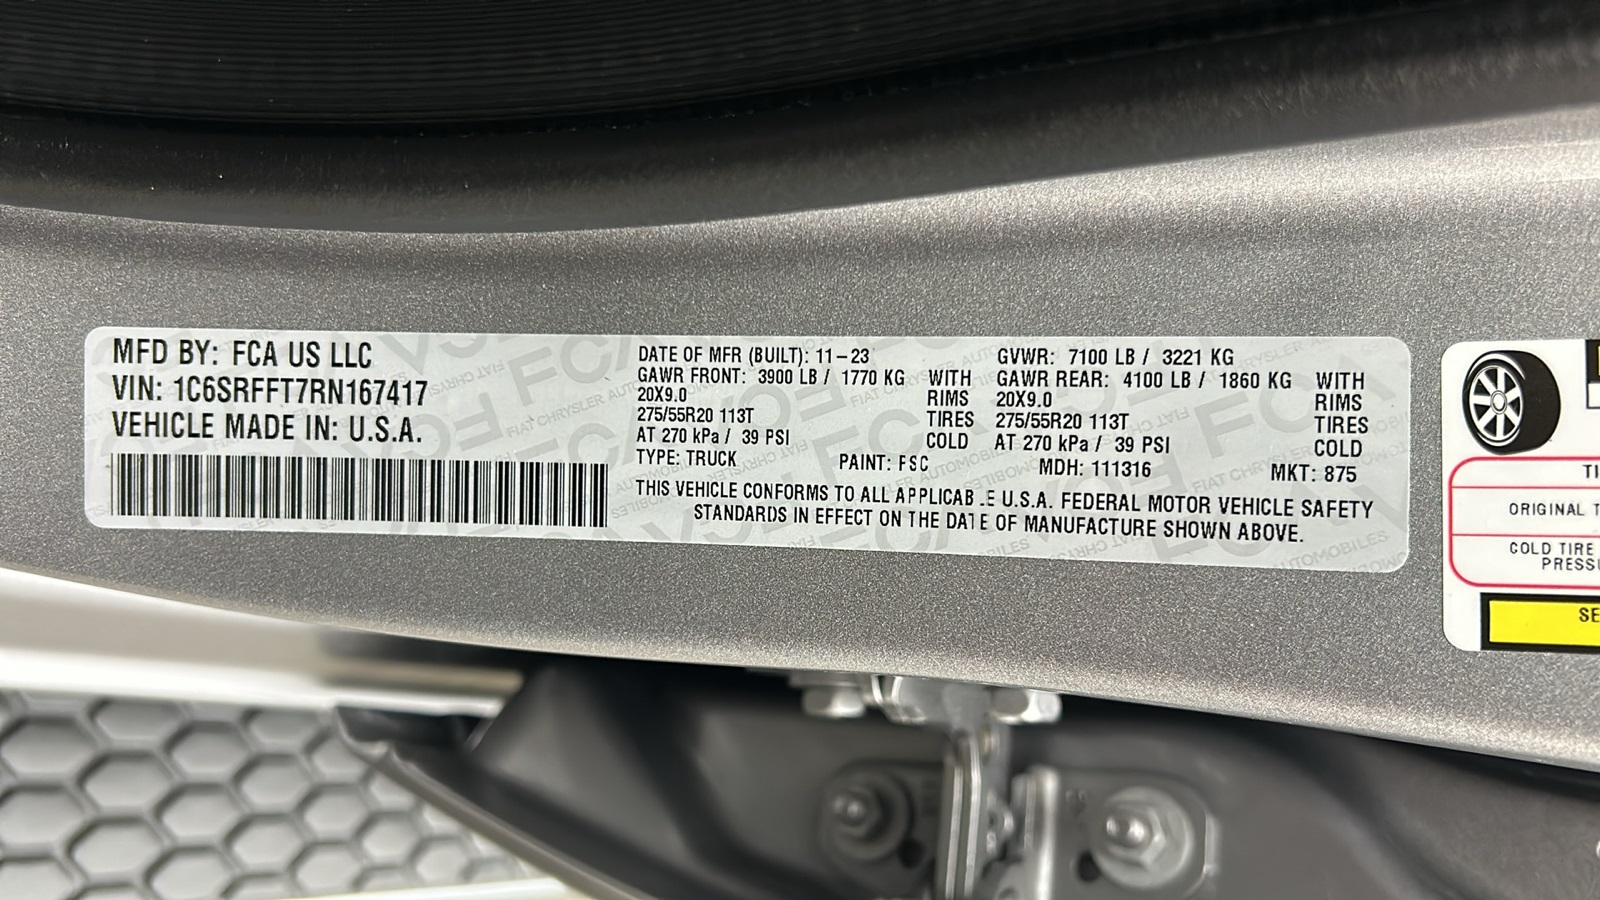 MFD BY: FCA US LLC
VIN: 1C6SRFFT7RN167417
VEHICLE MADE IN: U.S.A.
DATE OF MFR (BUILT): 11-23
GAWR FRONT: 3900 LB / 1770 KG WITH
20X9.0 RIMS
275/55R20 113T TIRES
AT 270 kPa / 39 PSI COLD
GVWR: 7100 LB / 3221 KG
GAWR REAR: 4100 LB / 1860 KG WITH
20X9.0 RIMS
275/55R20 113T TIRES
AT 270 kPa / 39 PSI COLD
TYPE: TRUCK PAINT: FSC MDH: 111316 MKT: 875
THIS VEHICLE CONFORMS TO ALL APPLICAB.E U.S.A. FEDERAL MOTOR VEHICLE SAFETY
STANDARDS IN EFFECT ON THE DATE OF MANUFACTURE SHOWN ABOVE.
TI
ORIGINAL T
COLD TIRE
PRESSU
SE